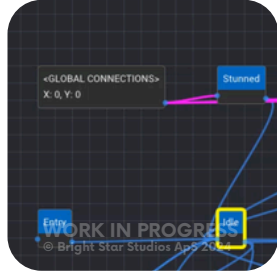 <GLOBAL CONNECTIONS>
Stunned
X: 0, Y: 0
Entry
Idle
WORK IN PROGRESS
© Bright Star Studios ApS 2024